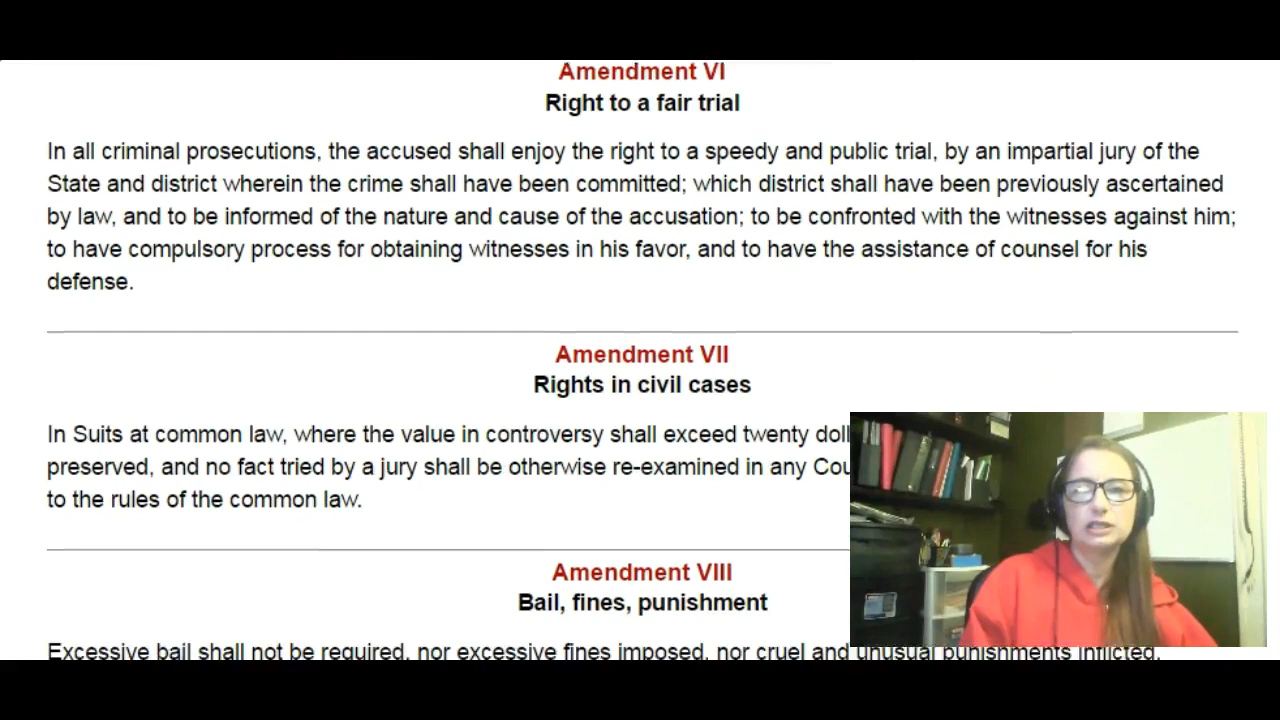 Amendment VI
Right to a fair trial
In all criminal prosecutions, the accused shall enjoy the right to a speedy and public trial, by an impartial jury of the
State and district wherein the crime shall have been committed; which district shall have been previously ascertained
by law, and to be informed of the nature and cause of the accusation; to be confronted with the witnesses against him;
to have compulsory process for obtaining witnesses in his favor, and to have the assistance of counsel for his
defense.
Amendment VII
Rights in civil cases
In Suits at common law, where the value in controversy shall exceed twenty doll
preserved, and no fact tried by a jury shall be otherwise re-examined in any Cou
to the rules of the common law.
Amendment VIII
Bail, fines, punishment
Excessive bail shall not be required, nor excessive fines imposed, nor cruel and unusual punishments inflicted.